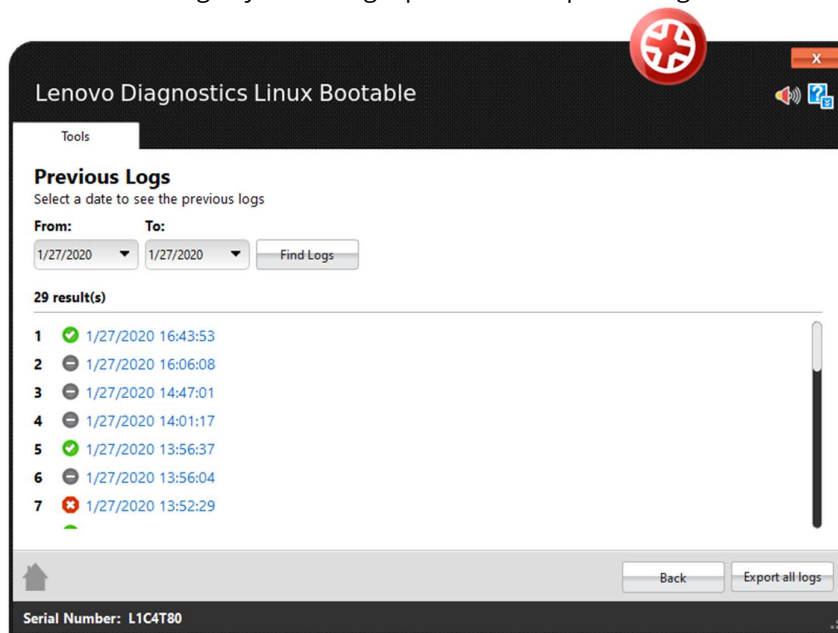 Lenovo Diagnostics Linux Bootable
X
Tools
Previous Logs
Select a date to see the previous logs
From: To:
1/27/2020 1/27/2020 Find Logs
29 result(s)
1 1/27/2020 16:43:53
2 1/27/2020 16:06:08
3 1/27/2020 14:47:01
4 1/27/2020 14:01:17
5 1/27/2020 13:56:37
6 1/27/2020 13:56:04
7 1/27/2020 13:52:29
Back Export all logs
Serial Number: L1C4T80